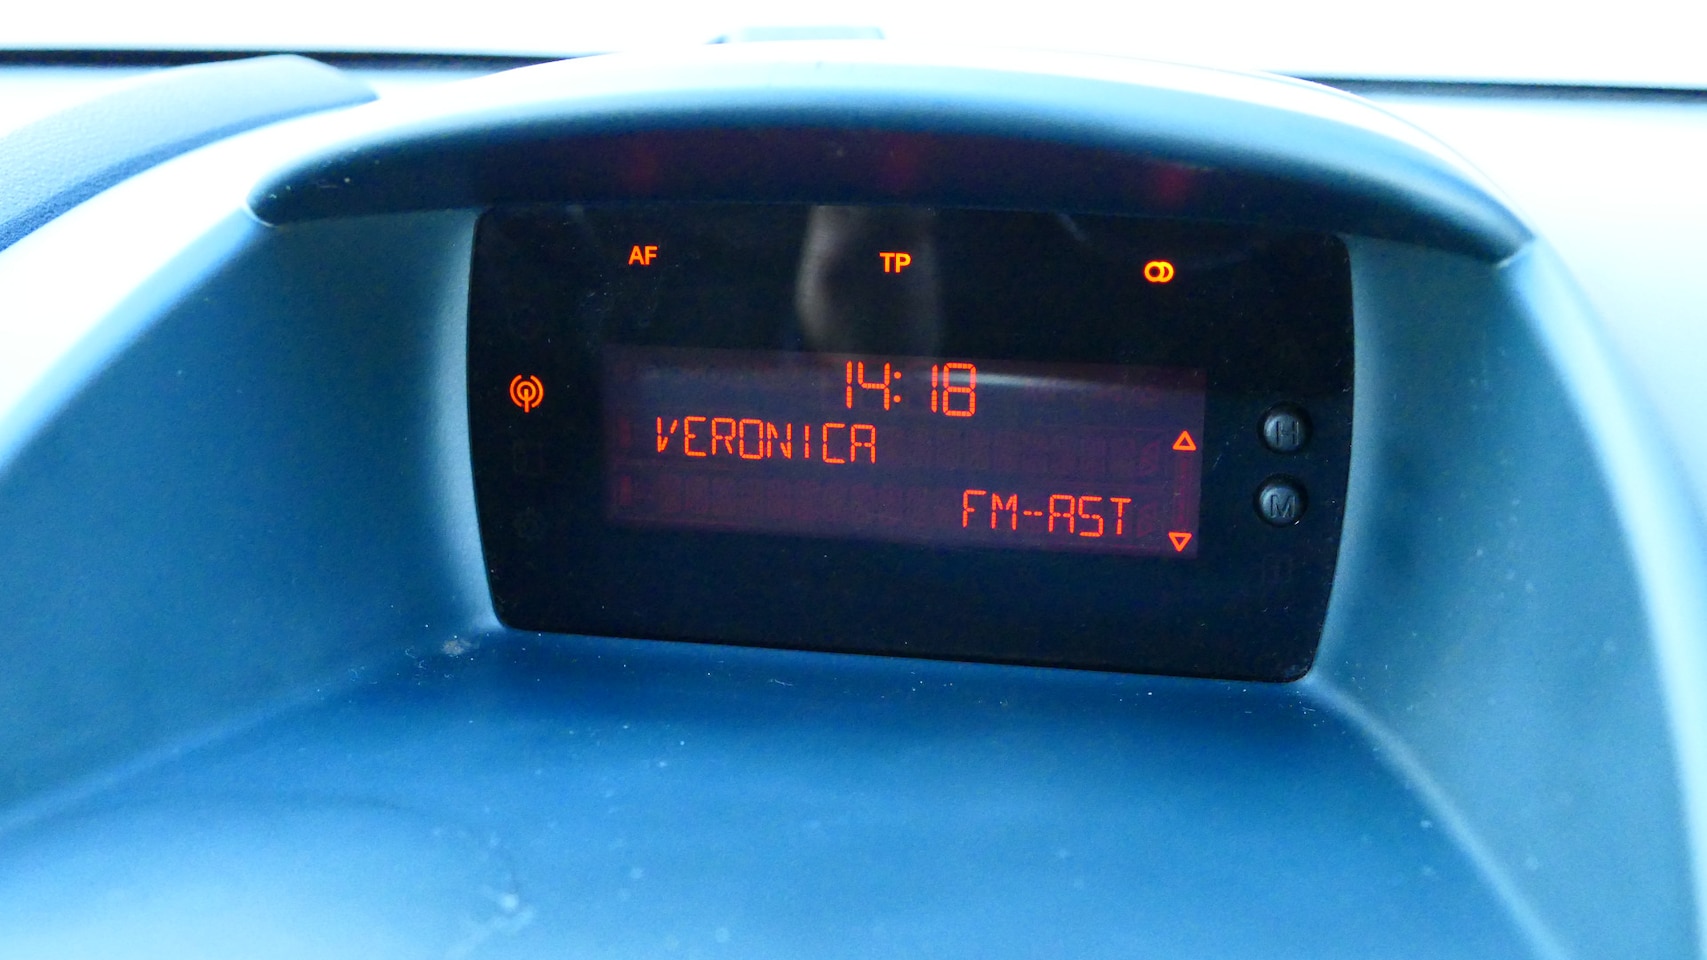 AF TP
14:18
VERONICA
H
FM-AST
M